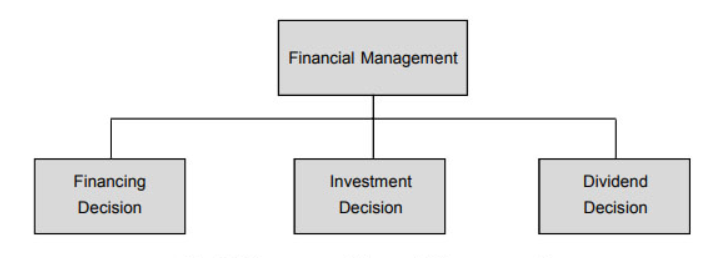 Financial Management
Financing
Decision
Investment
Decision
Dividend
Decision